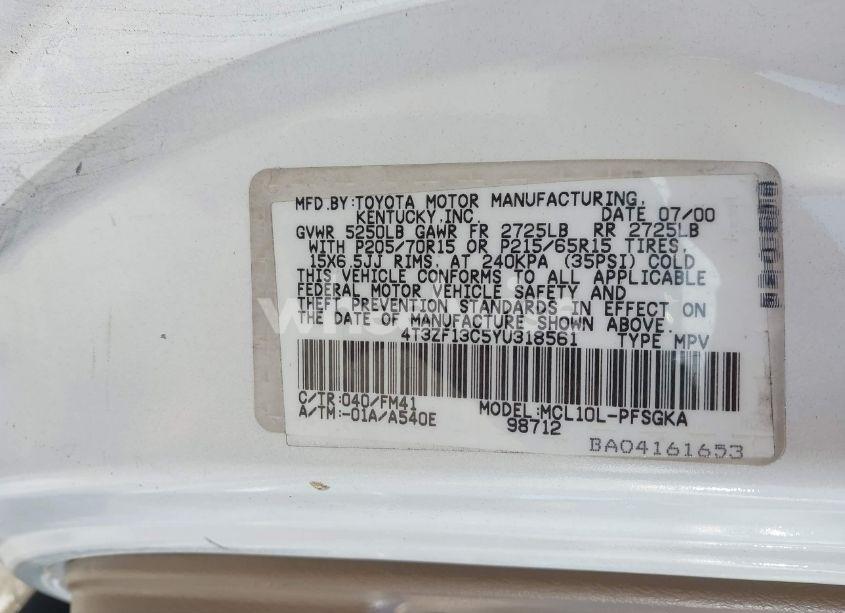 MFD.BY:TOYOTA MOTOR MANUFACTURING,
KENTUCKY,INC. DATE 07/00
GVWR 5250LB GAWR FR 2725LB RR 2725LB
WITH P205/70R15 OR P215/65R15 TIRES,
15X6.5JJ RIMS, AT 240KPA (35PSI) COLD
THIS VEHICLE CONFORMS TO ALL APPLICABLE
FEDERAL MOTOR VEHICLE SAFETY AND
THEFT PREVENTION STANDARDS IN EFFECT ON
THE DATE OF MANUFACTURE SHOWN ABOVE.
4T3ZF13C5YU318561 TYPE MPV
C/TR:040/FM41 MODEL:MCL10L-PFSGKA
A/TM:-01A/A540E 98712
BA04161653